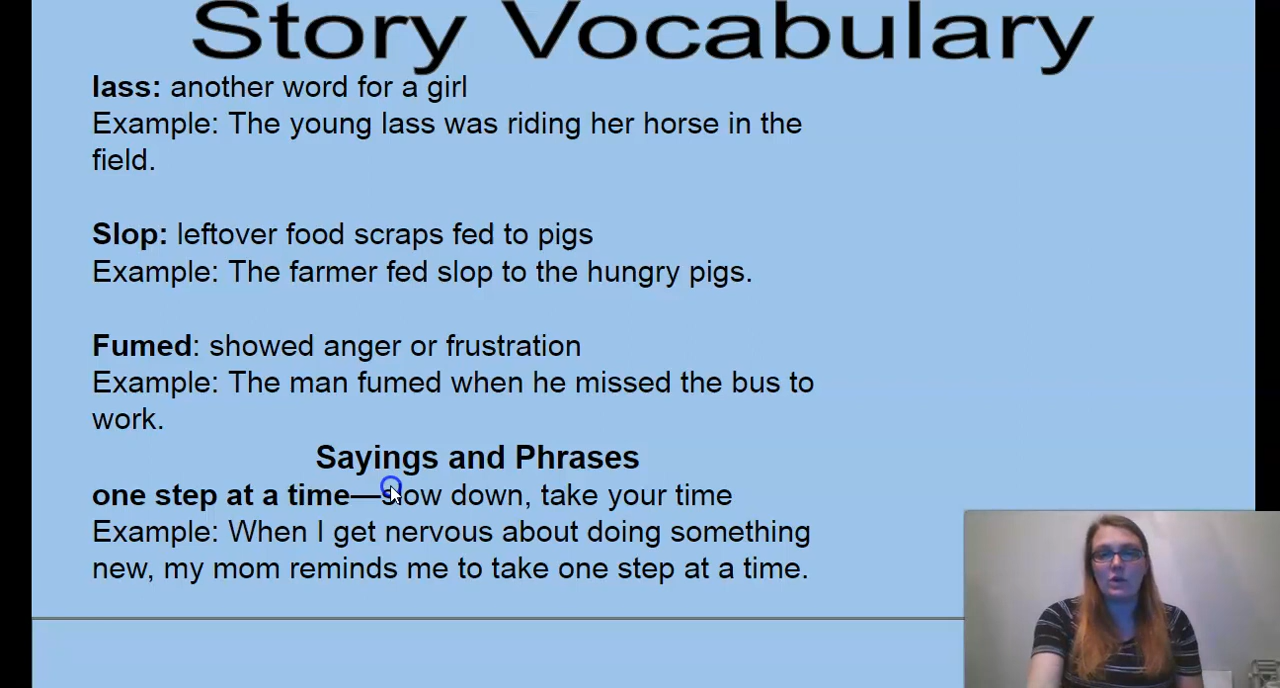 Story Vocabulary
lass: another word for a girl
Example: The young lass was riding her horse in the
field.
Slop: leftover food scraps fed to pigs
Example: The farmer fed slop to the hungry pigs.
Fumed: showed anger or frustration
Example: The man fumed when he missed the bus to
work.
Sayings and Phrases
one step at a time—slow down, take your time
Example: When I get nervous about doing something
new, my mom reminds me to take one step at a time.